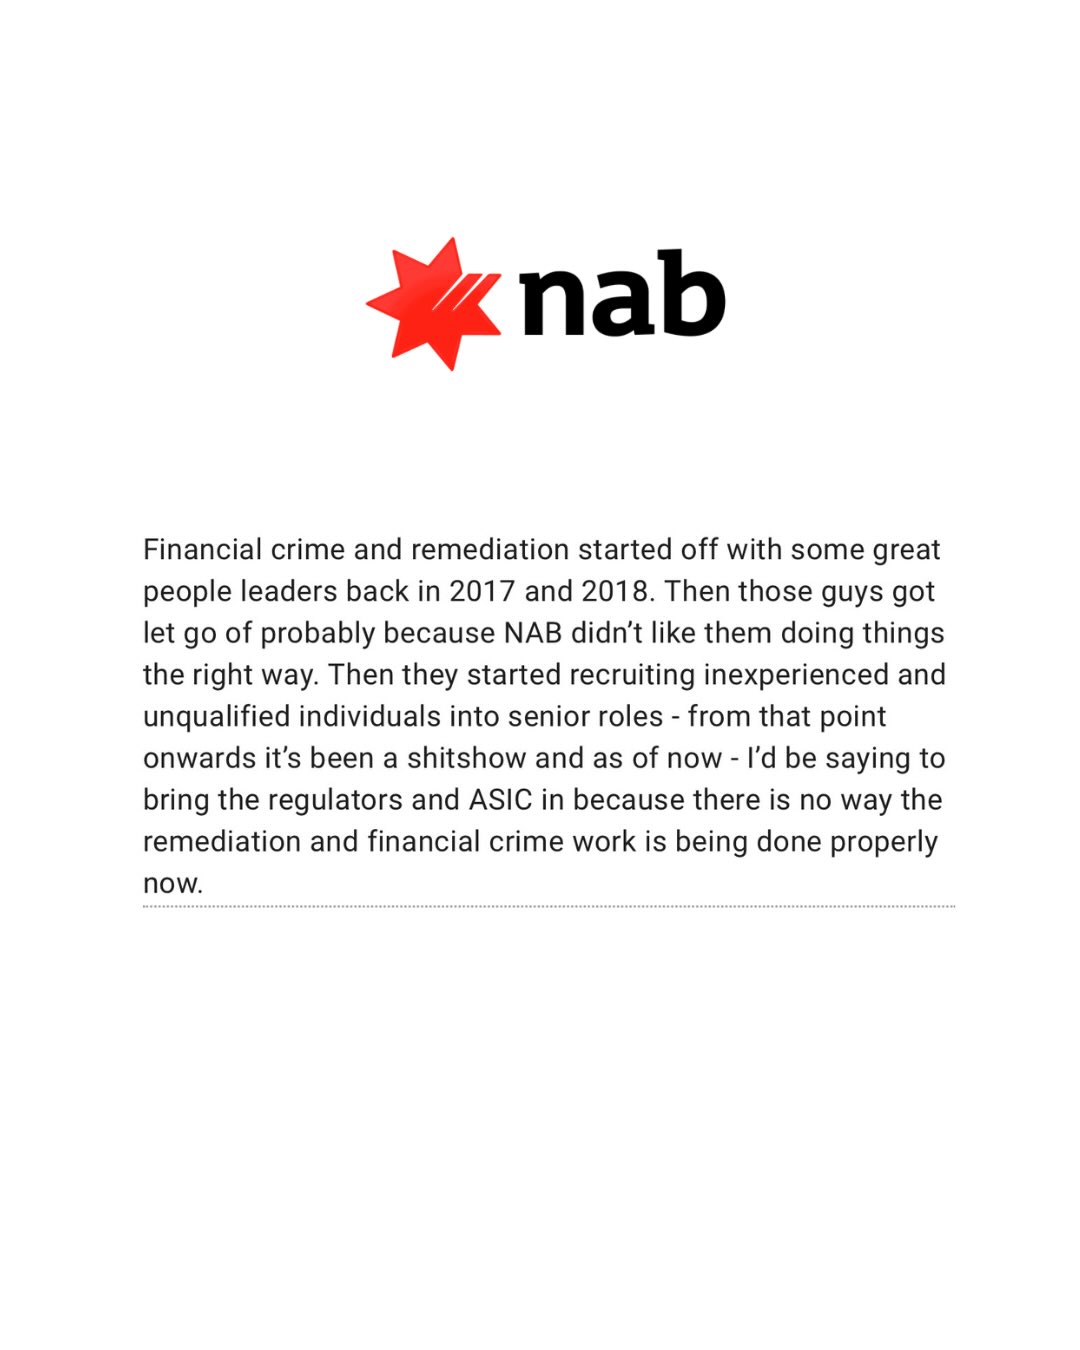 nab
Financial crime and remediation started off with some great
people leaders back in 2017 and 2018. Then those guys got
let go of probably because NAB didn’t like them doing things
the right way. Then they started recruiting inexperienced and
unqualified individuals into senior roles - from that point
onwards it’s been a shitshow and as of now - I’d be saying to
bring the regulators and ASIC in because there is no way the
remediation and financial crime work is being done properly
now.